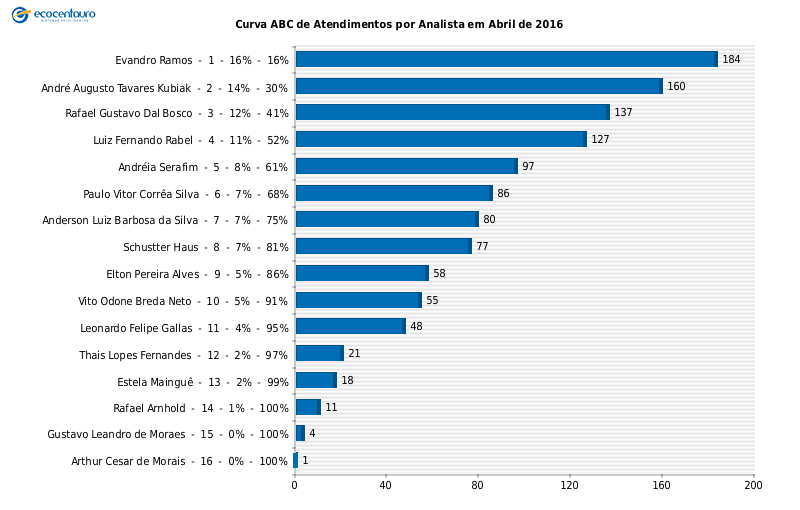 ecocentauro
Curva ABC de Atendimentos por Analista em Abril de 2016
Evandro Ramos - 1 - 16% - 16% 184
André Augusto Tavares Kubiak - 2 - 14% - 30% 160
Rafael Gustavo Dal Bosco - 3 - 12% - 41% 137
Luiz Fernando Rabel - 4 - 11% - 52% 127
Andréia Serafim - 5 - 8% - 61% 97
Paulo Vitor Corrêa Silva - 6 - 7% - 68% 86
Anderson Luiz Barbosa da Silva - 7 - 7% - 75% 80
Schustter Haus - 8 - 7% - 81% 77
Elton Pereira Alves - 9 - 5% - 86% 58
Vito Odone Breda Neto - 10 - 5% - 91% 55
Leonardo Felipe Gallas - 11 - 4% - 95% 48
Thais Lopes Fernandes - 12 - 2% - 97% 21
Estela Mainguê - 13 - 2% - 99% 18
Rafael Arnhold - 14 - 1% - 100% 11
Gustavo Leandro de Moraes - 15 - 0% - 100% 4
Arthur Cesar de Morais - 16 - 0% - 100% 1
0 40 80 120 160 200